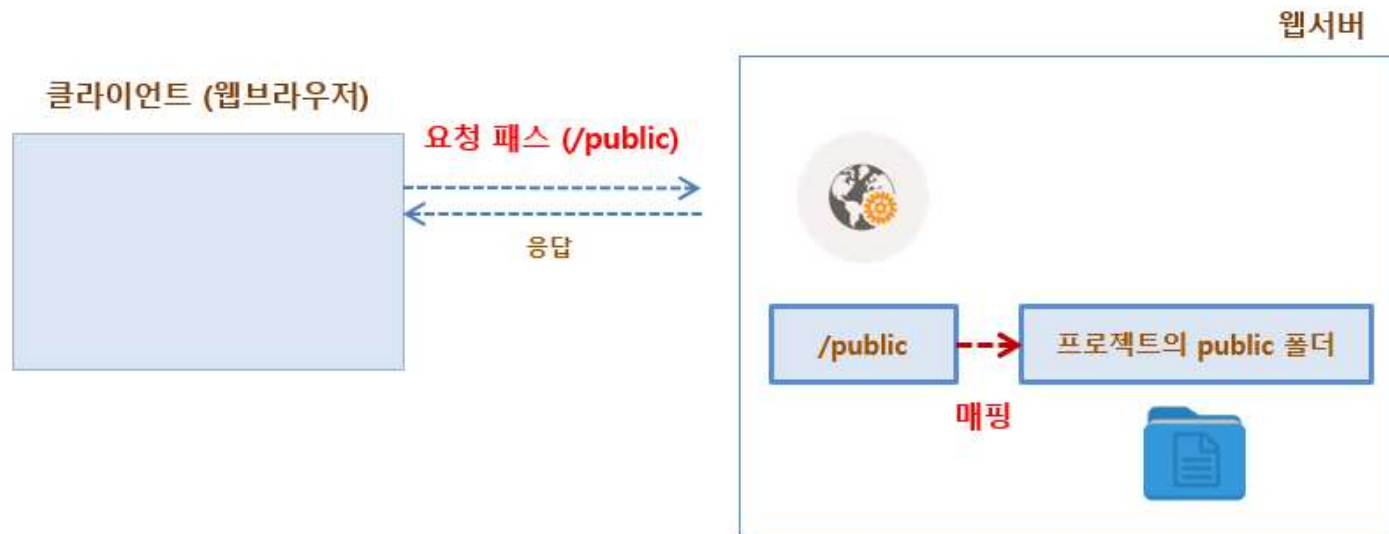 웹서버
클라이언트 (웹브라우저)
요청 패스 (/public)
응답
/public
프로젝트의 public 폴더
매핑